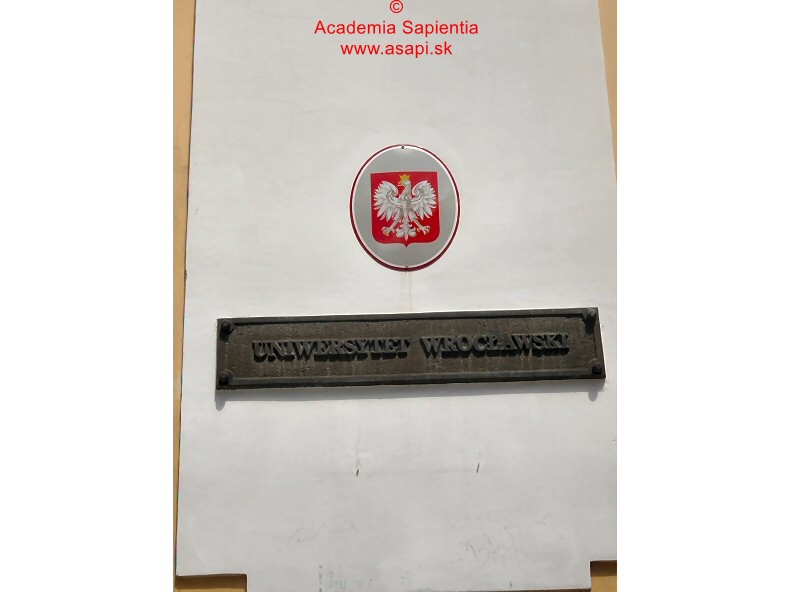 ©
Academia Sapientia
www.asapi.sk
UNIWERSYTET WROCŁAWSKI